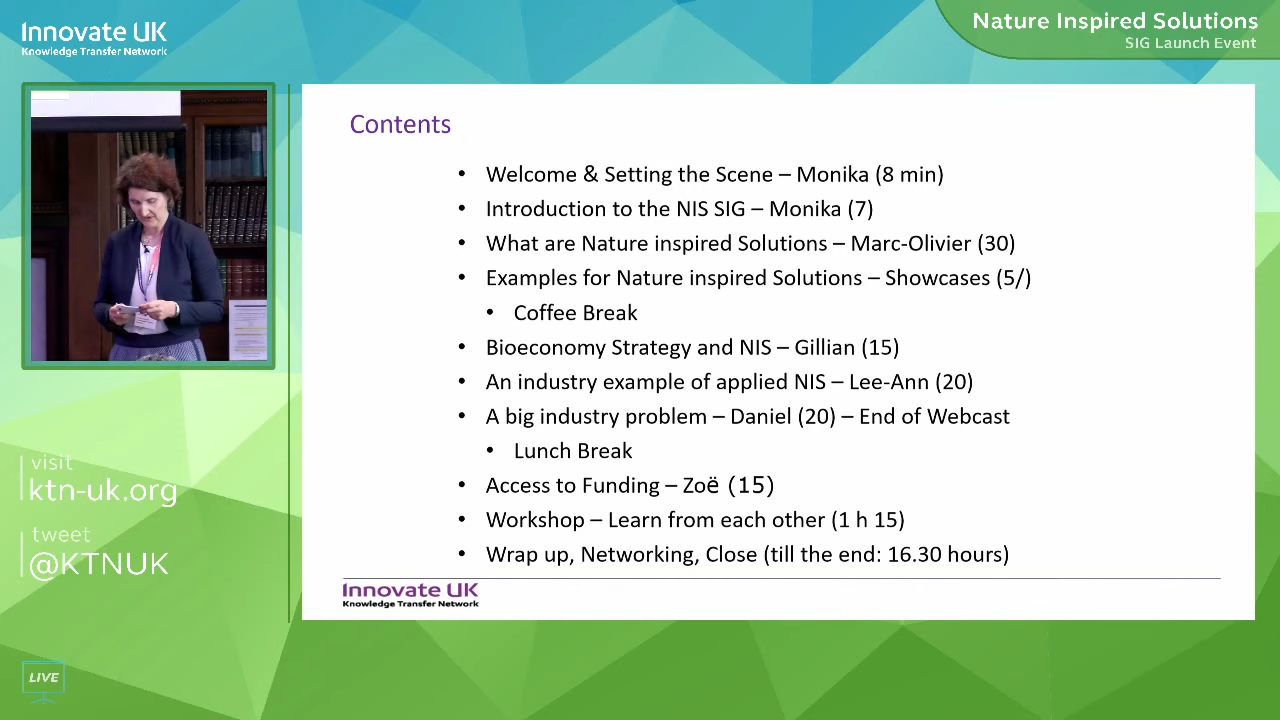 Innovate UK
Knowledge Transfer Network
Nature Inspired Solutions
SIG Launch Event
Contents
• Welcome & Setting the Scene – Monika (8 min)
• Introduction to the NIS SIG – Monika (7)
• What are Nature inspired Solutions – Marc-Olivier (30)
• Examples for Nature inspired Solutions – Showcases (5/)
• Coffee Break
• Bioeconomy Strategy and NIS – Gillian (15)
• An industry example of applied NIS – Lee-Ann (20)
• A big industry problem – Daniel (20) – End of Webcast
• Lunch Break
• Access to Funding – Zoë (15)
• Workshop – Learn from each other (1 h 15)
• Wrap up, Networking, Close (till the end: 16.30 hours)
Innovate UK
Knowledge Transfer Network
visit
ktn-uk.org
tweet
@KTNUK
LIVE